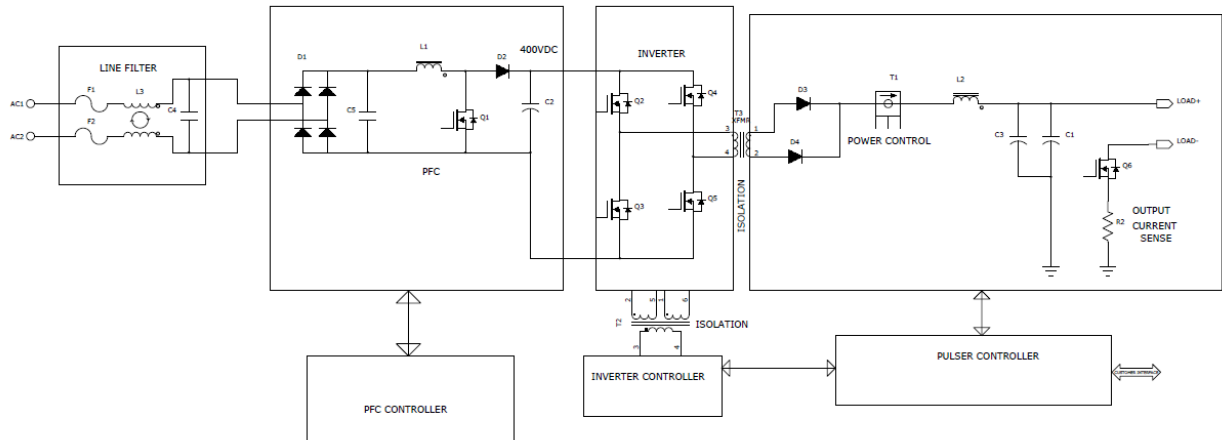 LINE FILTER
F1
L3
C4
AC1
F2
AC2
D1
L1
D2
400VDC
C5
Q1
C2
PFC
INVERTER
Q2
Q4
Q3
Q5
T3
XFMR
3
1
4
2
ISOLATION
D3
D4
T1
POWER CONTROL
L2
C3
C1
LOAD+
LOAD-
Q6
R2
OUTPUT
CURRENT
SENSE
2
5
1
6
T2
ISOLATION
3
4
PFC CONTROLLER
INVERTER CONTROLLER
PULSER CONTROLLER
CUSTOMER INTERFACE